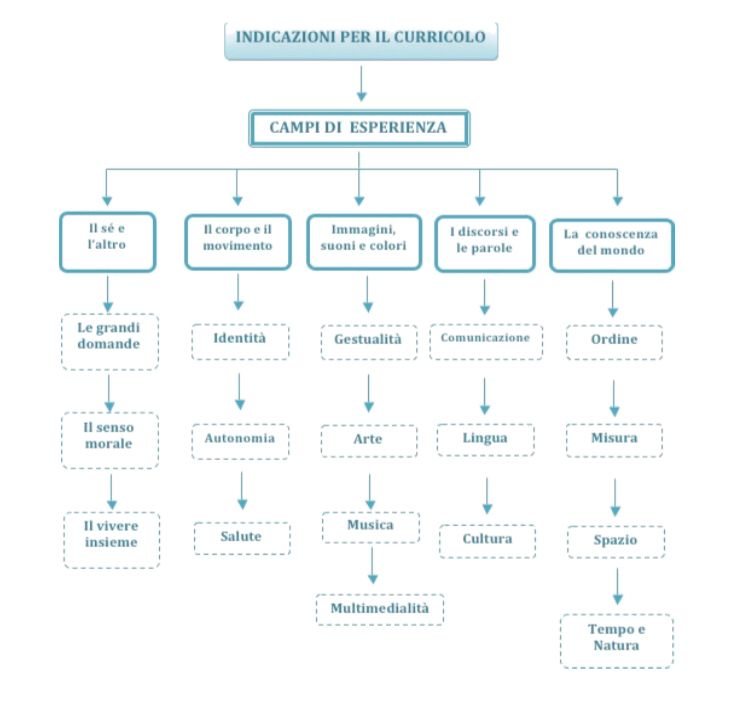 INDICAZIONI PER IL CURRICOLO
CAMPI DI ESPERIENZA
Il sé e
l'altro
Il corpo e il
movimento
Immagini,
suoni e colori
I discorsi e
le parole
La conoscenza
del mondo
Le grandi
domande
Identità
Gestualità
Comunicazione
Ordine
Il senso
morale
Autonomia
Arte
Lingua
Misura
Il vivere
insieme
Salute
Musica
Cultura
Spazio
Multimedialità
Tempo e
Natura